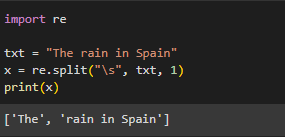 import re
txt = "The rain in Spain"
x = re.split("\s", txt, 1)
print(x)
['The', 'rain in Spain']